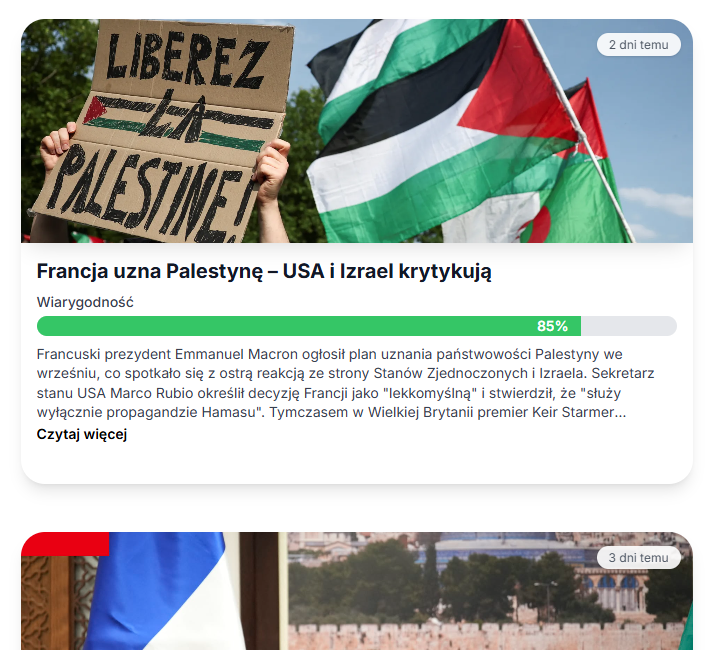 2 dni temu
LIBEREZ
LA
PALESTINE!
Francja uzna Palestynę – USA i Izrael krytykują
Wiarygodność
85%
Francuski prezydent Emmanuel Macron ogłosił plan uznania państwowości Palestyny we
wrześniu, co spotkało się z ostrą reakcją ze strony Stanów Zjednoczonych i Izraela. Sekretarz
stanu USA Marco Rubio określił decyzję Francji jako "lekkomyślną" i stwierdził, że "służy
wyłącznie propagandzie Hamasu". Tymczasem w Wielkiej Brytanii premier Keir Starmer...
Czytaj więcej
3 dni temu